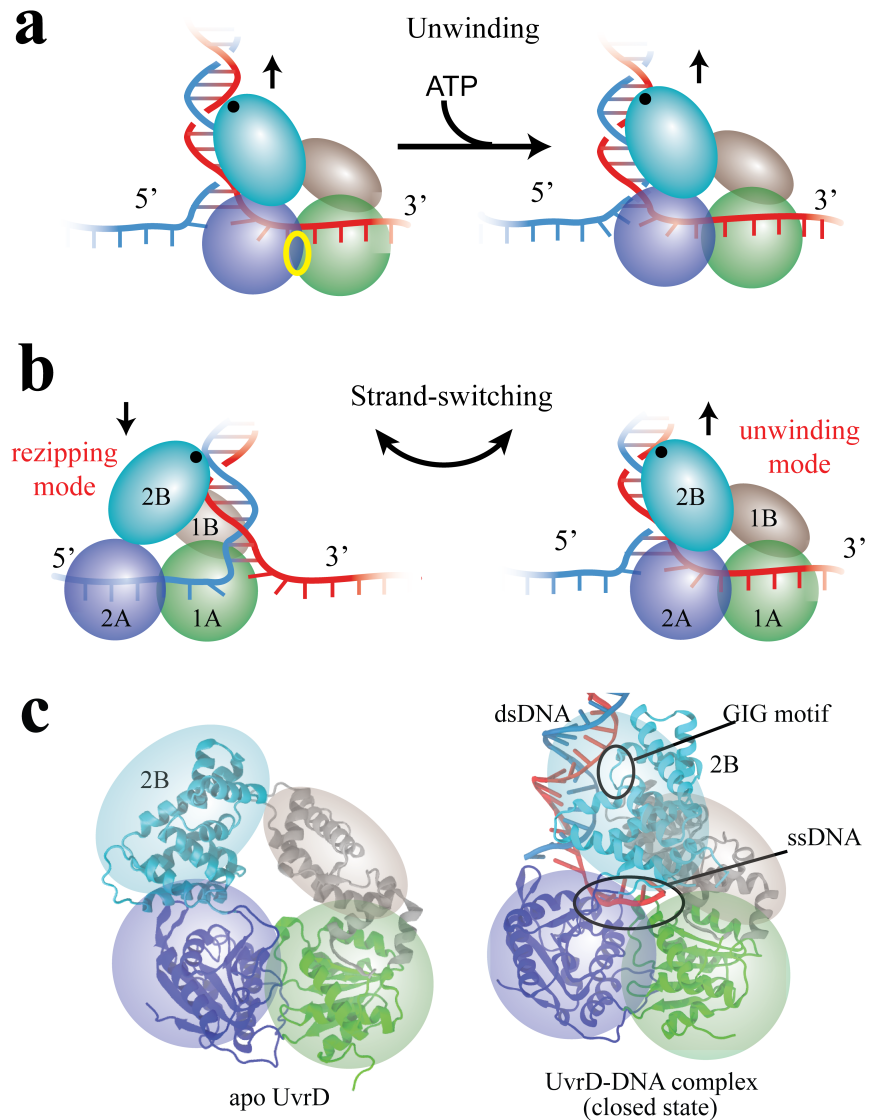 a
Unwinding
ATP
5’
3’
5’
3’
b
Strand-switching
rezipping
mode
unwinding
mode
2B
1B
5’
3’
2A
1A
2B
1B
5’
3’
2A
1A
c
2B
apo UvrD
dsDNA
GIG motif
2B
ssDNA
UvrD-DNA complex
(closed state)